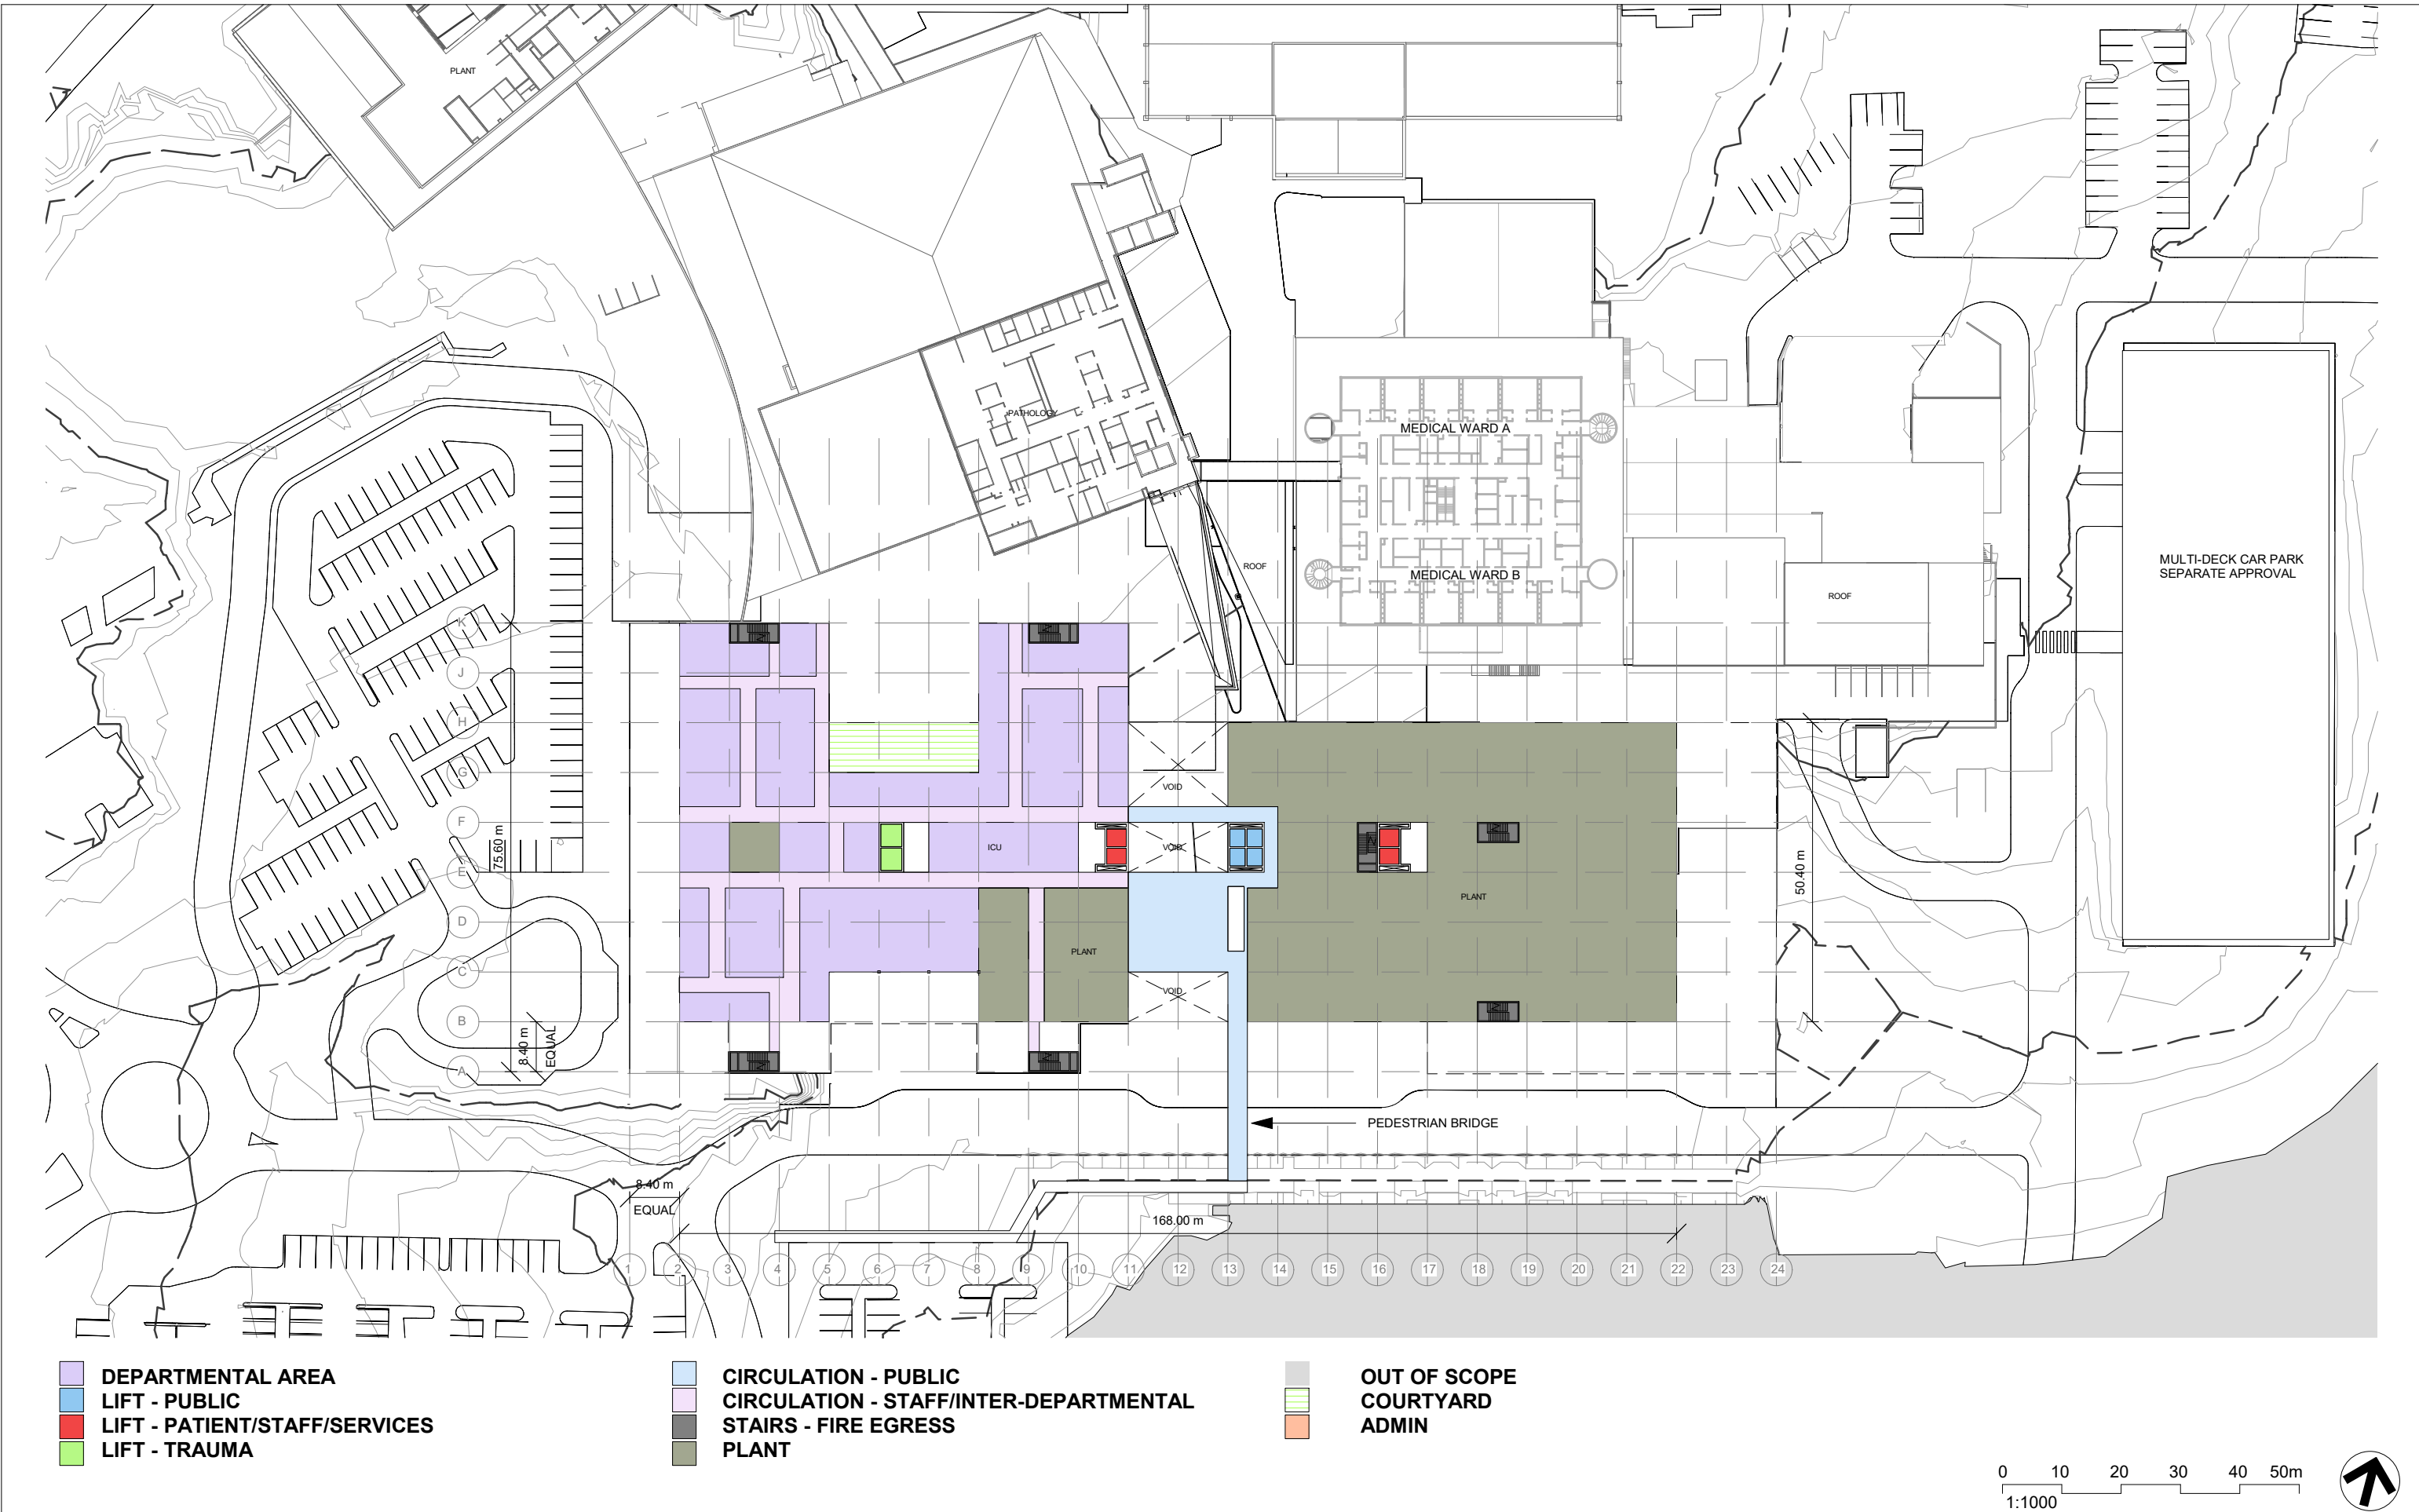 PLANT
PATHOLOGY
MEDICAL WARD A
MEDICAL WARD B
ROOF
ROOF
MULTI-DECK CAR PARK
SEPARATE APPROVAL
K
J
H
G
F
E
D
C
B
A
75.60 m
8.40 m
EQUAL
VOID
ICU
VOID
PLANT
PLANT
VOID
50.40 m
PEDESTRIAN BRIDGE
8.40 m
EQUAL
168.00 m
1 2 3 4 5 6 7 8 9 10 11 12 13 14 15 16 17 18 19 20 21 22 23 24
DEPARTMENTAL AREA
LIFT - PUBLIC
LIFT - PATIENT/STAFF/SERVICES
LIFT - TRAUMA
CIRCULATION - PUBLIC
CIRCULATION - STAFF/INTER-DEPARTMENTAL
STAIRS - FIRE EGRESS
PLANT
OUT OF SCOPE
COURTYARD
ADMIN
0 10 20 30 40 50m
1:1000